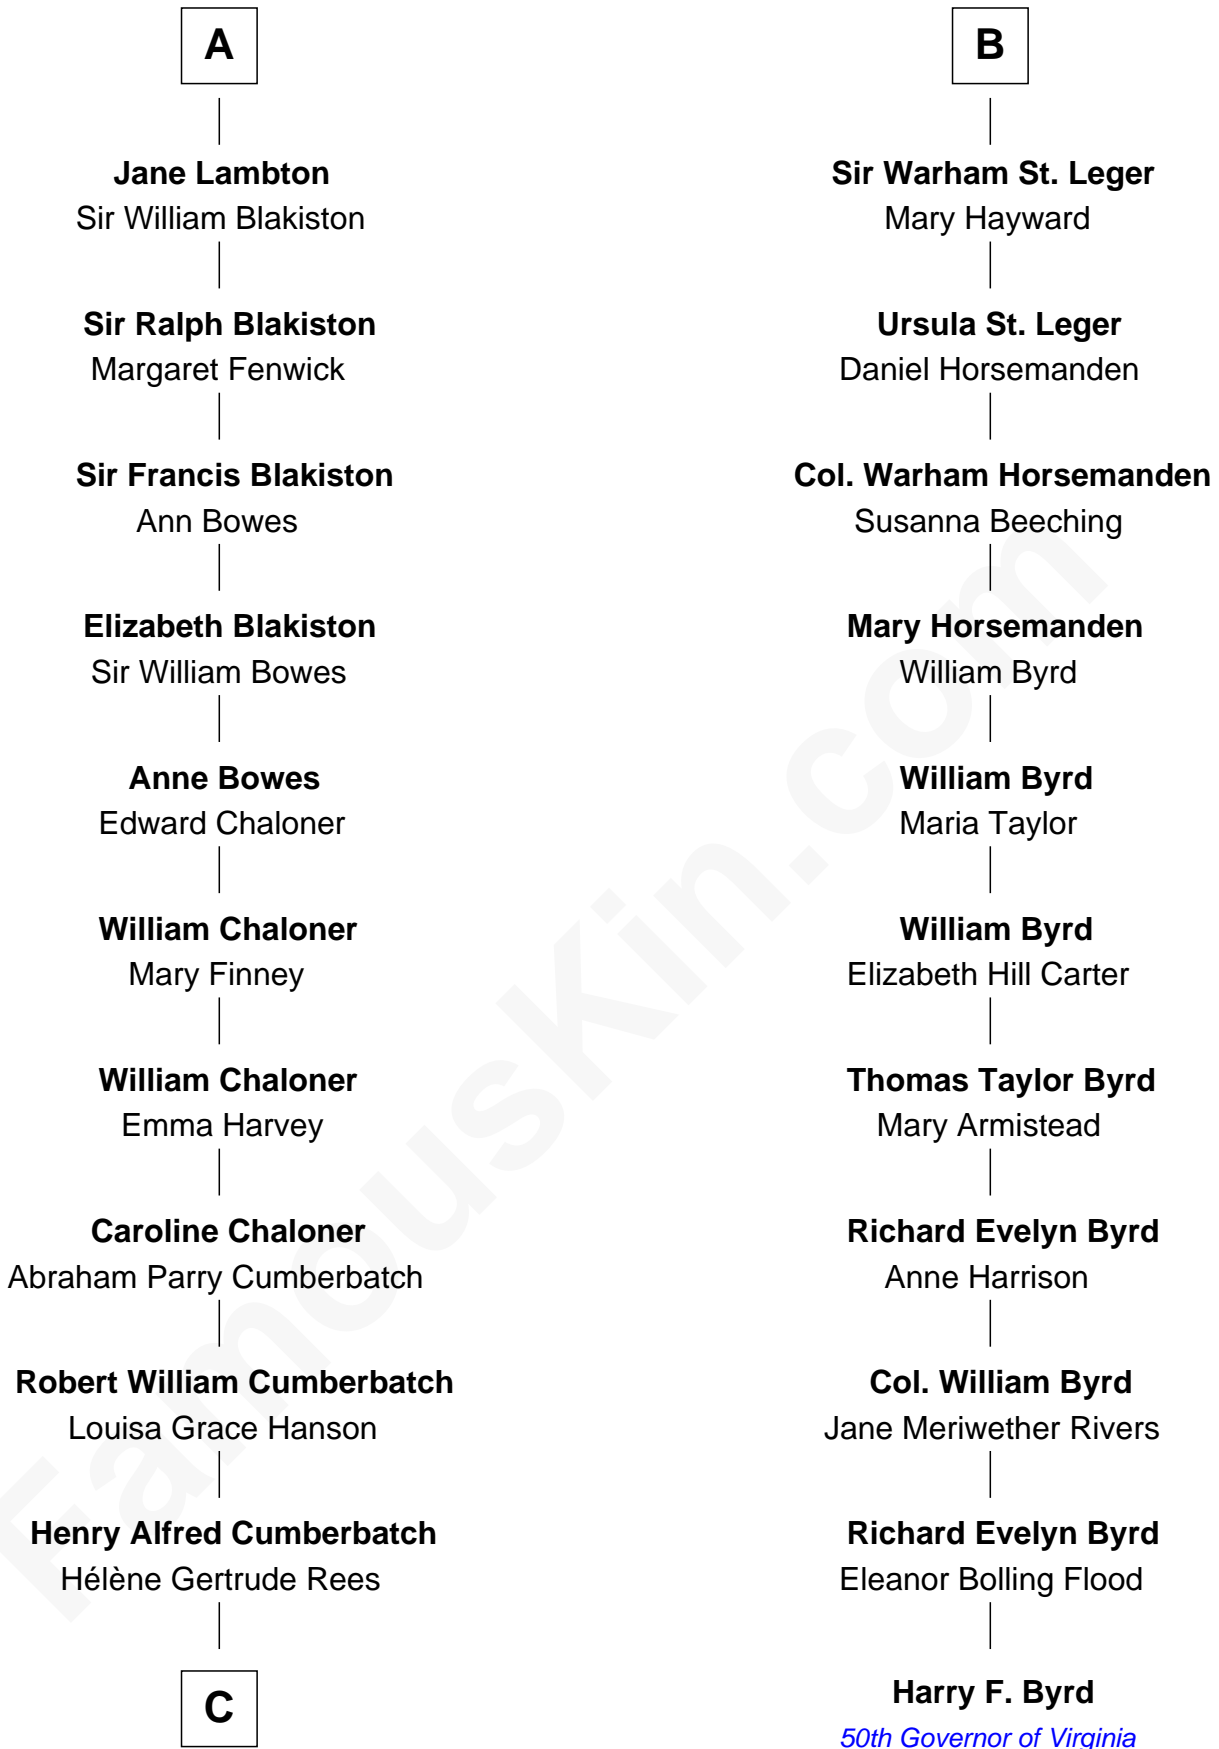 A
Jane Lambton
Sir William Blakiston
Sir Ralph Blakiston
Margaret Fenwick
Sir Francis Blakiston
Ann Bowes
Elizabeth Blakiston
Sir William Bowes
Anne Bowes
Edward Chaloner
William Chaloner
Mary Finney
William Chaloner
Emma Harvey
Caroline Chaloner
Abraham Parry Cumberbatch
Robert William Cumberbatch
Louisa Grace Hanson
Henry Alfred Cumberbatch
Hélène Gertrude Rees
C
B
Sir Warham St. Leger
Mary Hayward
Ursula St. Leger
Daniel Horsemanden
Col. Warham Horsemanden
Susanna Beeching
Mary Horsemanden
William Byrd
William Byrd
Maria Taylor
William Byrd
Elizabeth Hill Carter
Thomas Taylor Byrd
Mary Armistead
Richard Evelyn Byrd
Anne Harrison
Col. William Byrd
Jane Meriwether Rivers
Richard Evelyn Byrd
Eleanor Bolling Flood
Harry F. Byrd
50th Governor of Virginia
FamousKin.com